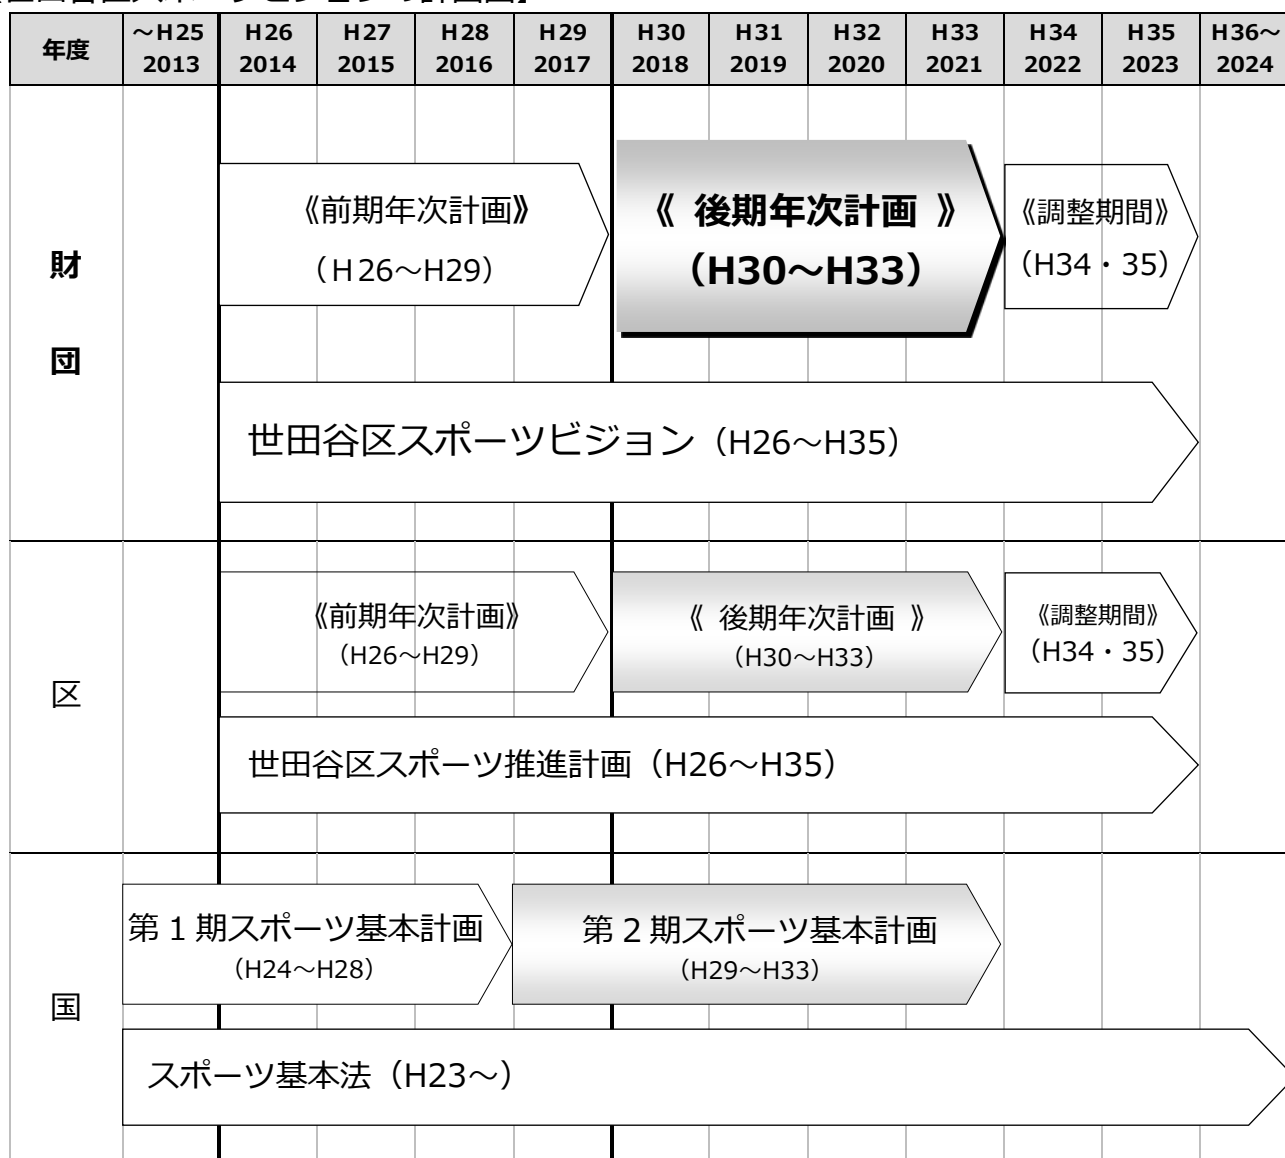 年度
～H25 H26 H27 H28 H29 H30 H31 H32 H33 H34 H35 H36～
2013 2014 2015 2016 2017 2018 2019 2020 2021 2022 2023 2024
財
団
《前期年次計画》
（H26～H29）
《 後期年次計画 》
（H30～H33）
《調整期間》
（H34・35）
世田谷区スポーツビジョン（H26～H35）
区
《前期年次計画》
（H26～H29）
《 後期年次計画 》
（H30～H33）
《調整期間》
（H34・35）
世田谷区スポーツ推進計画（H26～H35）
国
第１期スポーツ基本計画
（H24～H28）
第２期スポーツ基本計画
（H29～H33）
スポーツ基本法（H23～）